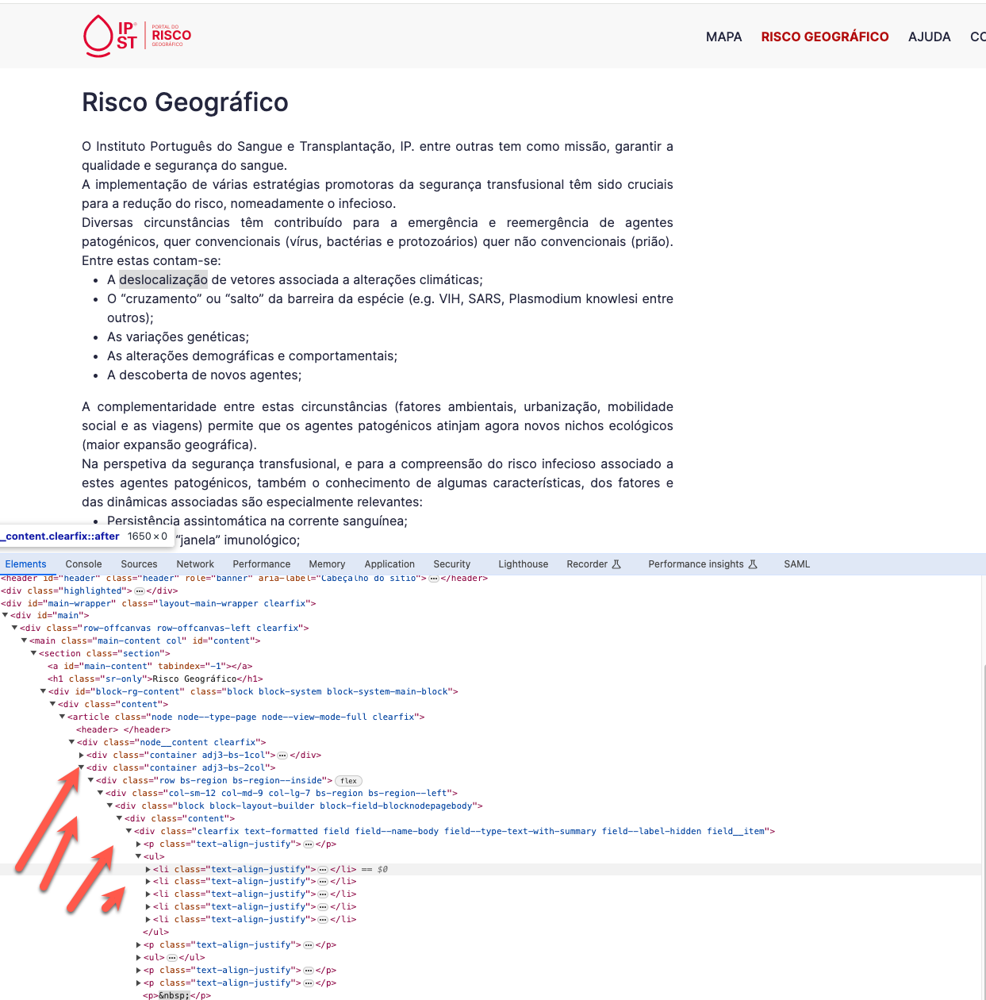 IP®
ST
PORTAL DO
RISCO
GEOGRÁFICO
MAPA RISCO GEOGRÁFICO AJUDA CO
Risco Geográfico
O Instituto Português do Sangue e Transplantação, IP. entre outras tem como missão, garantir a
qualidade e segurança do sangue.
A implementação de várias estratégias promotoras da segurança transfusional têm sido cruciais
para a redução do risco, nomeadamente o infecioso.
Diversas circunstâncias têm contribuído para a emergência e reemergência de agentes
patogénicos, quer convencionais (vírus, bactérias e protozoários) quer não convencionais (prião).
Entre estas contam-se:
• A deslocalização de vetores associada a alterações climáticas;
• O “cruzamento” ou “salto” da barreira da espécie (e.g. VIH, SARS, Plasmodium knowlesi entre
outros);
• As variações genéticas;
• As alterações demográficas e comportamentais;
• A descoberta de novos agentes;
A complementaridade entre estas circunstâncias (fatores ambientais, urbanização, mobilidade
social e as viagens) permite que os agentes patogénicos atinjam agora novos nichos ecológicos
(maior expansão geográfica).
Na perspetiva da segurança transfusional, e para a compreensão do risco infecioso associado a
estes agentes patogénicos, também o conhecimento de algumas características, dos fatores e
das dinâmicas associadas são especialmente relevantes:
• Persistência assintomática na corrente sanguínea;
“janela” imunológico;
_content.clearfix::after 1650×0
Elements Console Sources Network Performance Memory Application Security Lighthouse Recorder Performance insights SAML
<header id="header" class="header" role="banner" aria-label="Cabeçalho do sítio">…</header>
<div class="highlighted">…</div>
<div id="main-wrapper" class="layout-main-wrapper clearfix">
<div id="main">
<div class="row-offcanvas row-offcanvas-left clearfix">
<main class="main-content col" id="content">
<section class="section">
<a id="main-content" tabindex="-1"></a>
<h1 class="sr-only">Risco Geográfico</h1>
<div id="block-rg-content" class="block block-system block-system-main-block">
<div class="content">
<article class="node node--type-page node--view-mode-full clearfix">
<header> </header>
<div class="node__content clearfix">
<div class="container adj3-bs-1col">…</div>
<div class="container adj3-bs-2col">
<div class="row bs-region bs-region--inside"> flex
<div class="col-sm-12 col-md-9 col-lg-7 bs-region bs-region--left">
<div class="block block-layout-builder block-field-blocknodepagebody">
<div class="content">
<div class="clearfix text-formatted field field--name-body field--type-text-with-summary field--label-hidden field__item">
<p class="text-align-justify">…</p>
<ul>
<li class="text-align-justify">…</li> == $0
<li class="text-align-justify">…</li>
<li class="text-align-justify">…</li>
<li class="text-align-justify">…</li>
<li class="text-align-justify">…</li>
</ul>
<p class="text-align-justify">…</p>
<ul>…</ul>
<p class="text-align-justify">…</p>
<p class="text-align-justify">…</p>
<p>&nbsp;</p>